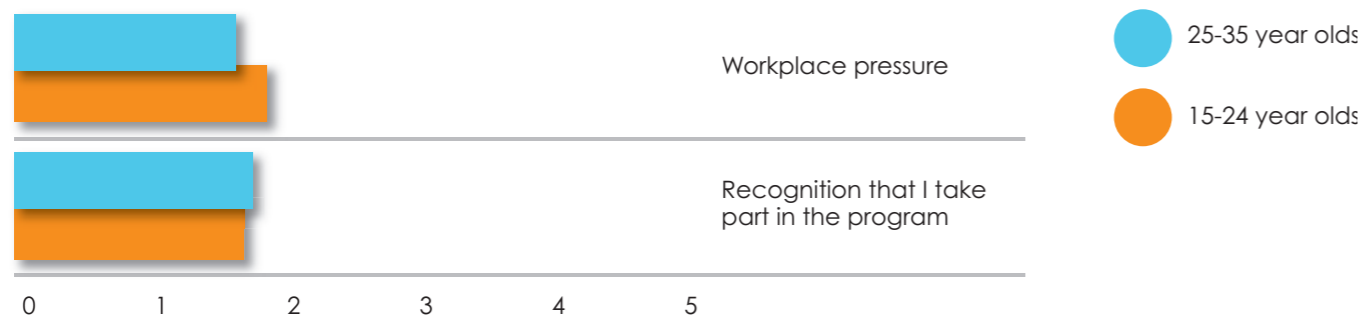 Workplace pressure
Recognition that I take
part in the program
0 1 2 3 4 5
25-35 year olds
15-24 year olds